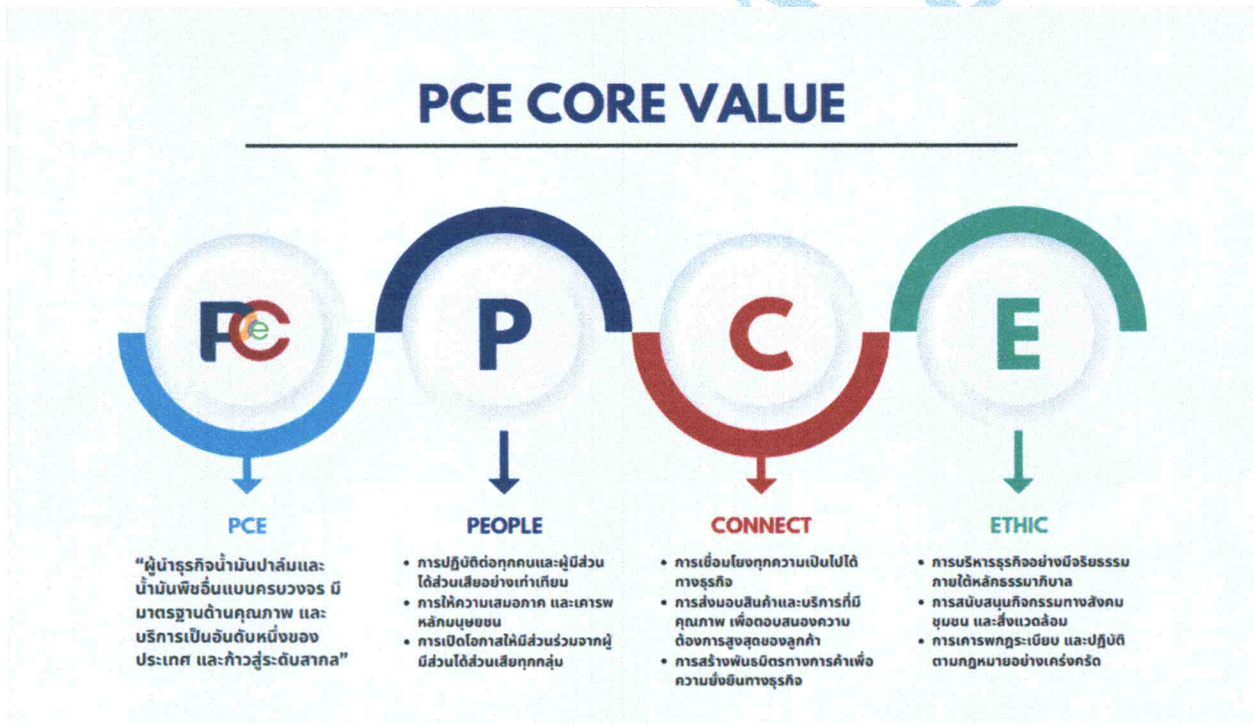 PCE CORE VALUE
PCe
P
C
E
PCE
"ผู้นำธุรกิจน้ำมันปาล์มและ
น้ำมันพืชอื่นแบบครบวงจร มี
มาตรฐานด้านคุณภาพ และ
บริการเป็นอันดับหนึ่งของ
ประเทศ และก้าวสู่ระดับสากล"
PEOPLE
• การปฏิบัติต่อทุกคนและผู้มีส่วน
ได้ส่วนเสียอย่างเท่าเทียม
• การให้ความเสมอภาค และเคารพ
หลักมนุษยชน
• การเปิดโอกาสให้มีส่วนร่วมจากผู้
มีส่วนได้ส่วนเสียทุกกลุ่ม
CONNECT
• การเชื่อมโยงทุกความเป็นไปได้
ทางธุรกิจ
• การส่งมอบสินค้าและบริการที่มี
คุณภาพ เพื่อตอบสนองความ
ต้องการสูงสุดของลูกค้า
• การสร้างพันธมิตรทางการค้าเพื่อ
ความยั่งยืนทางธุรกิจ
ETHIC
• การบริหารธุรกิจอย่างมีจริยธรรม
ภายใต้หลักธรรมาภิบาล
• การสนับสนุนกิจกรรมทางสังคม
ชุมชน และสิ่งแวดล้อม
• การเคารพกฎระเบียบ และปฏิบัติ
ตามกฎหมายอย่างเคร่งครัด